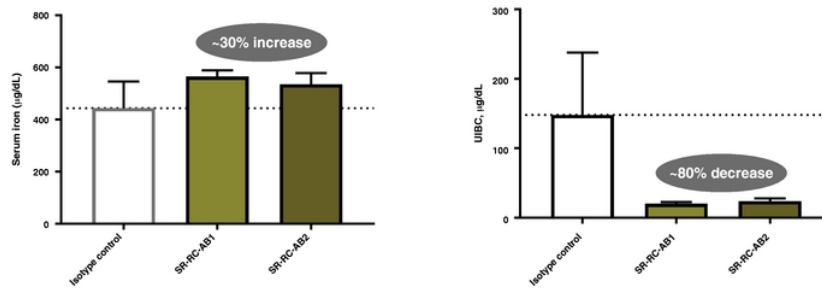 800
600
400
200
0
Serum iron (µg/dL)
~30% increase
Isotype control
SR-RC-AB1
SR-RC-AB2
300
200
100
0
UIBC, µg/dL
~80% decrease
Isotype control
SR-RC-AB1
SR-RC-AB2